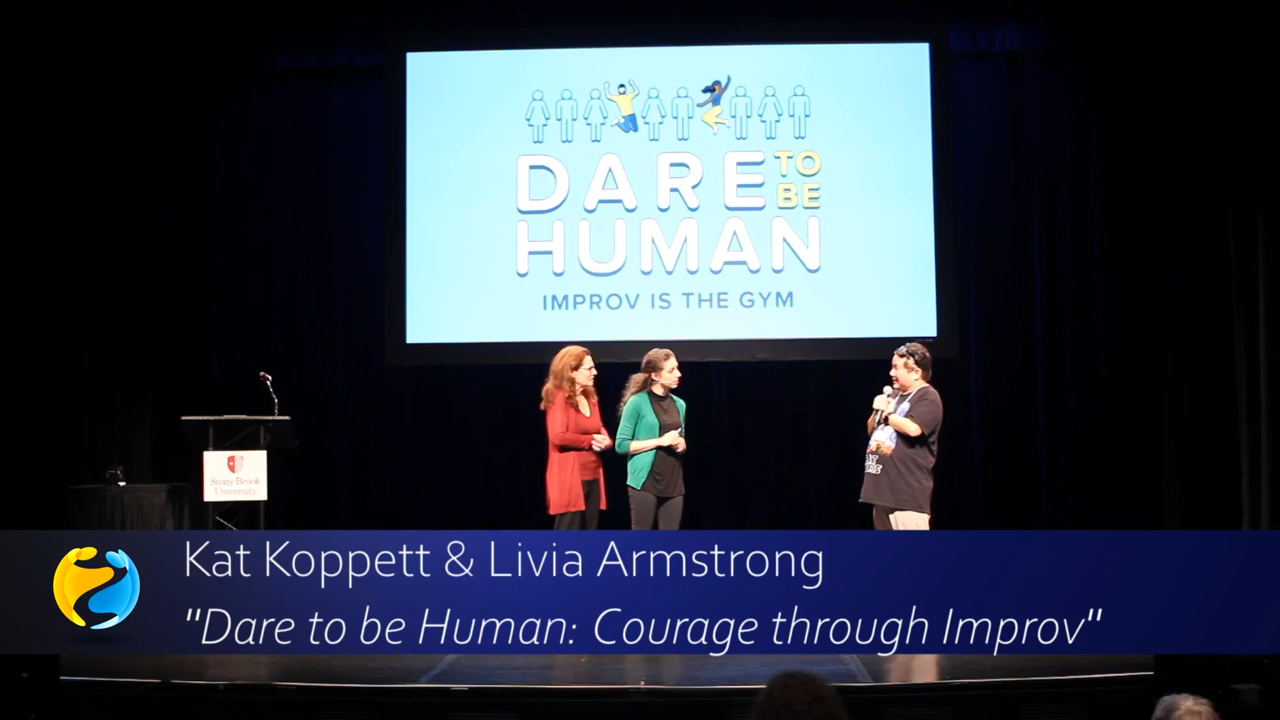 DARE TO
BE
HUMAN
IMPROV IS THE GYM
Stony Brook
University
Kat Koppett & Livia Armstrong
"Dare to be Human: Courage through Improv"